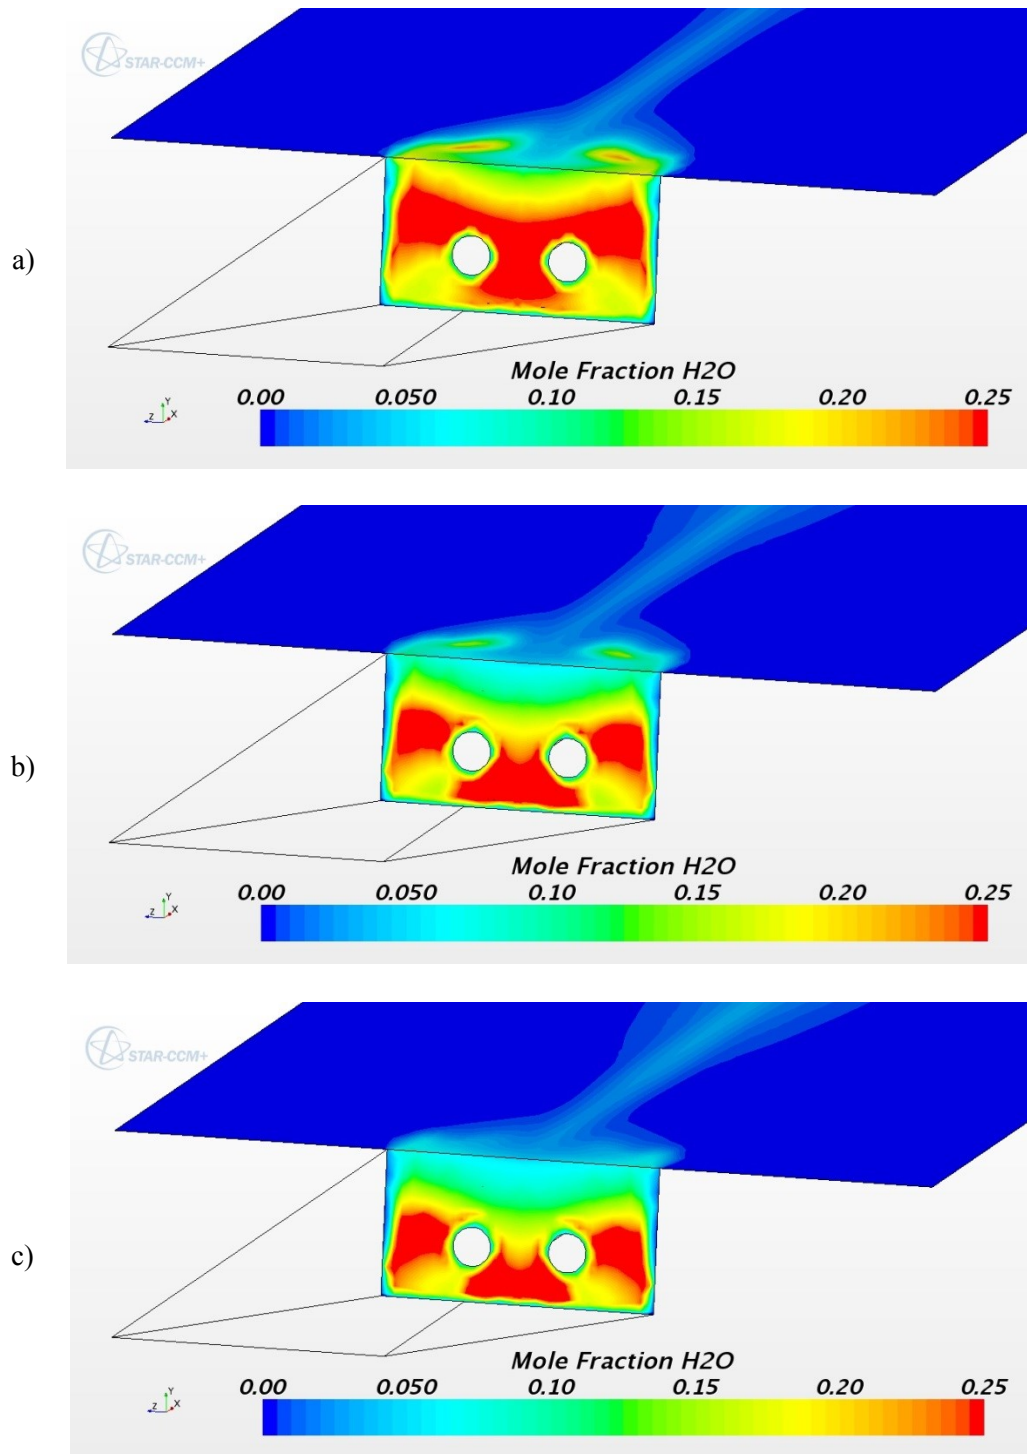 STAR-CCM+
a)
Mole Fraction H2O
0.00 0.050 0.10 0.15 0.20 0.25
Y
Z X
STAR-CCM+
b)
Mole Fraction H2O
0.00 0.050 0.10 0.15 0.20 0.25
Y
Z X
STAR-CCM+
c)
Mole Fraction H2O
0.00 0.050 0.10 0.15 0.20 0.25
Y
Z X